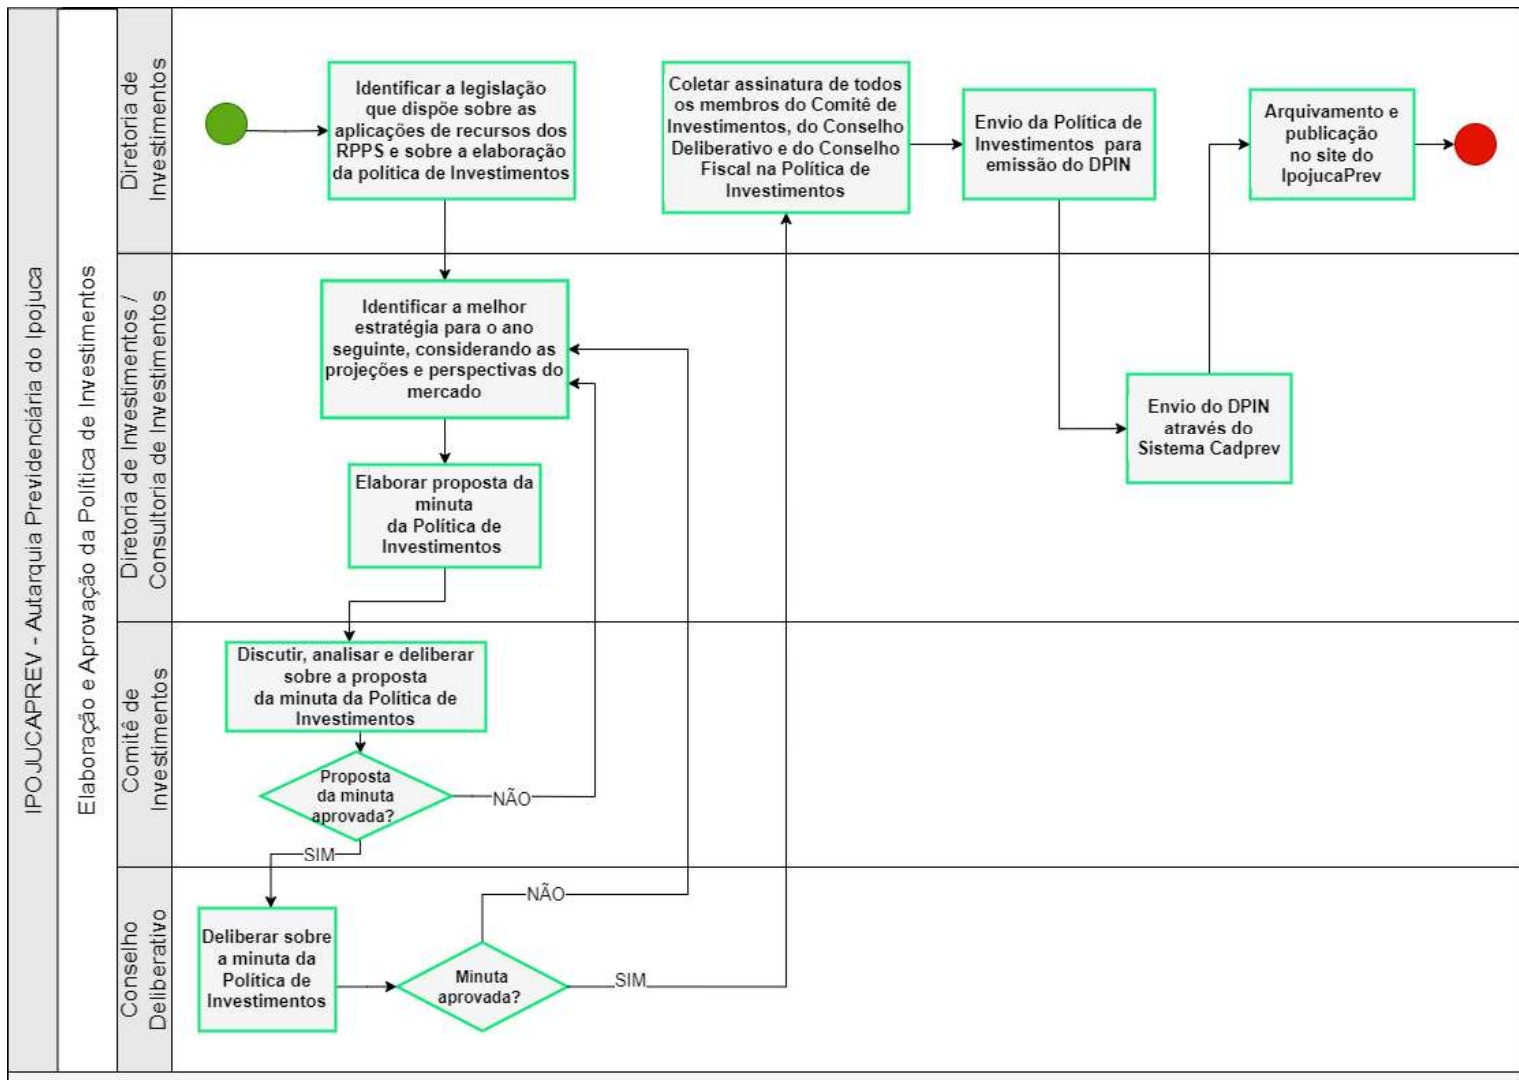 IPOJUCAPREV - Autarquia Previdenciária do Ipojuca
Elaboração e Aprovação da Política de Investimentos
Diretoria de
Investimentos
Identificar a legislação
que dispõe sobre as
aplicações de recursos dos
RPPS e sobre a elaboração
da política de Investimentos
Coletar assinatura de todos
os membros do Comitê de
Investimentos, do Conselho
Deliberativo e do Conselho
Fiscal na Política de
Investimentos
Envio da Política de
Investimentos para
emissão do DPIN
Arquivamento e
publicação
no site do
IpojucaPrev
Diretoria de Investimentos /
Consultoria de Investimentos
Identificar a melhor
estratégia para o ano
seguinte, considerando as
projeções e perspectivas do
mercado
Elaborar proposta da
minuta
da Política de
Investimentos
Envio do DPIN
através do
Sistema Cadprev
Comitê de
Investimentos
Discutir, analisar e deliberar
sobre a proposta
da minuta da Política de
Investimentos
Proposta
da minuta
aprovada?
NÃO
SIM
Conselho
Deliberativo
Deliberar sobre
a minuta da
Política de
Investimentos
Minuta
aprovada?
NÃO
SIM